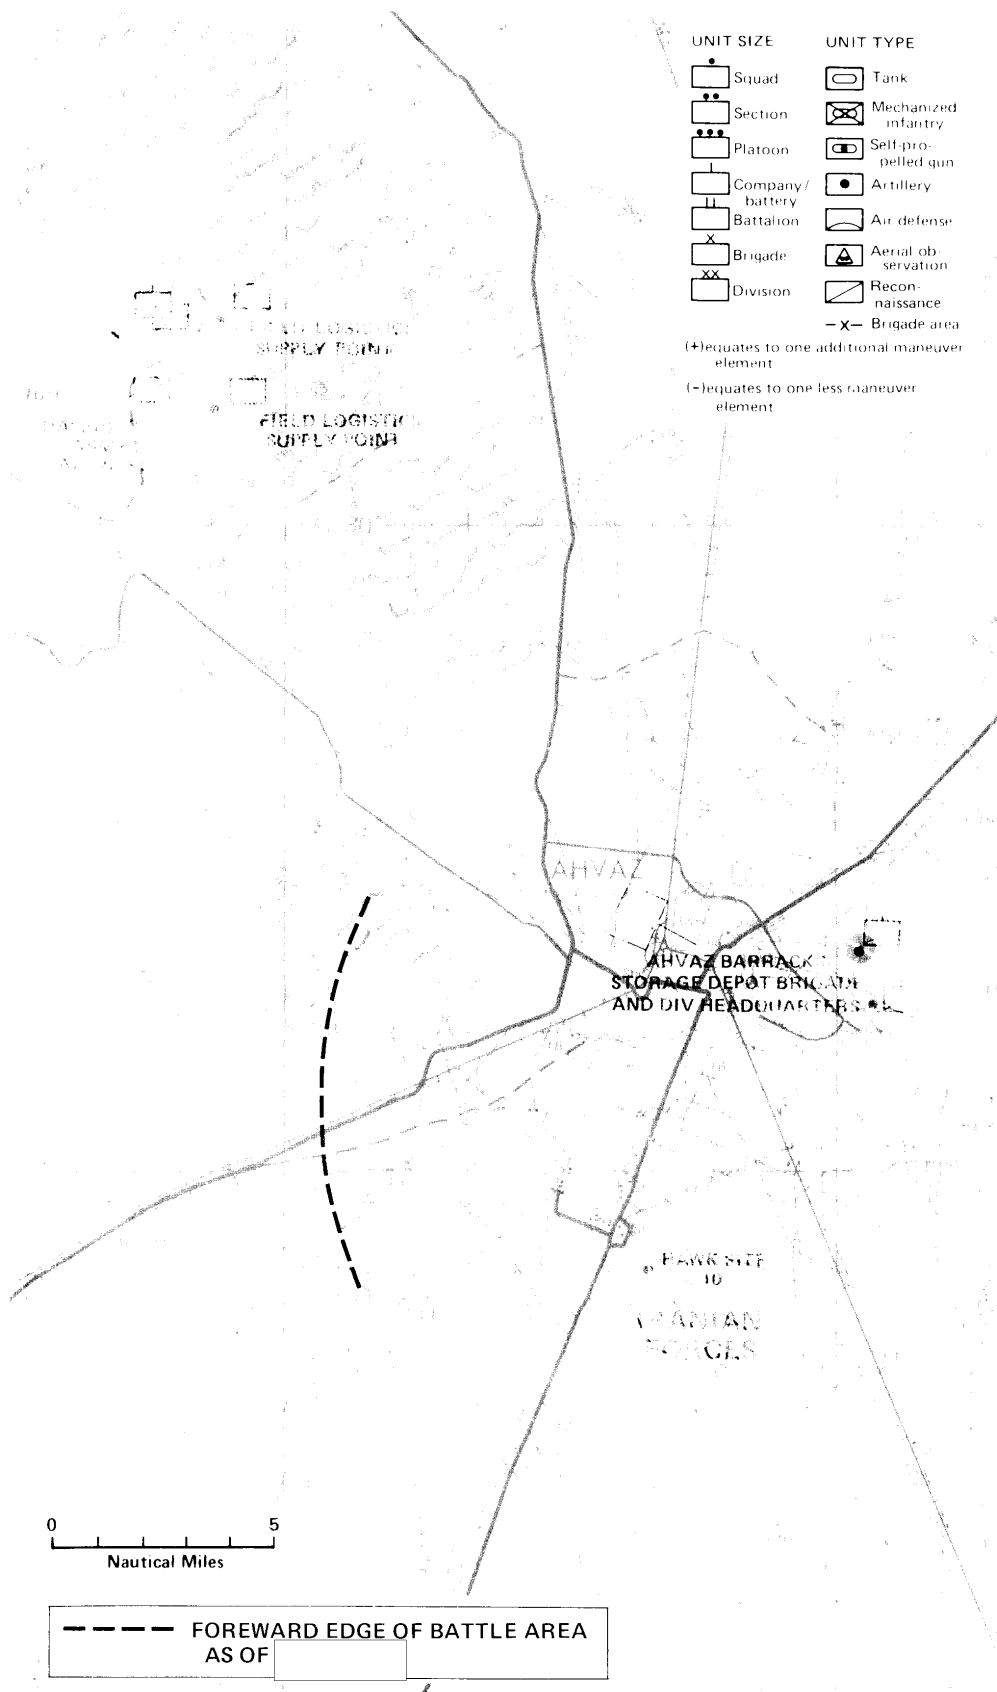 UNIT SIZE
Squad
Section
Platoon
Company/
battery
Battalion
Brigade
Division
UNIT TYPE
Tank
Mechanized
infantry
Self-pro-
pelled gun
Artillery
Air defense
Aerial ob-
servation
Recon-
naissance
Brigade area
(+)equates to one additional maneuver
element
(-)equates to one less maneuver
element
LOGISTIC
SUPPLY POINT
FIELD LOGISTIC
SUPPLY POINT
AHVAZ
AHVAZ BARRACK
STORAGE DEPOT BRIGADE
AND DIV HEADQUARTERS
HAWK SITE
IRANIAN
FORCES
0 5
Nautical Miles
FOREWARD EDGE OF BATTLE AREA
AS OF